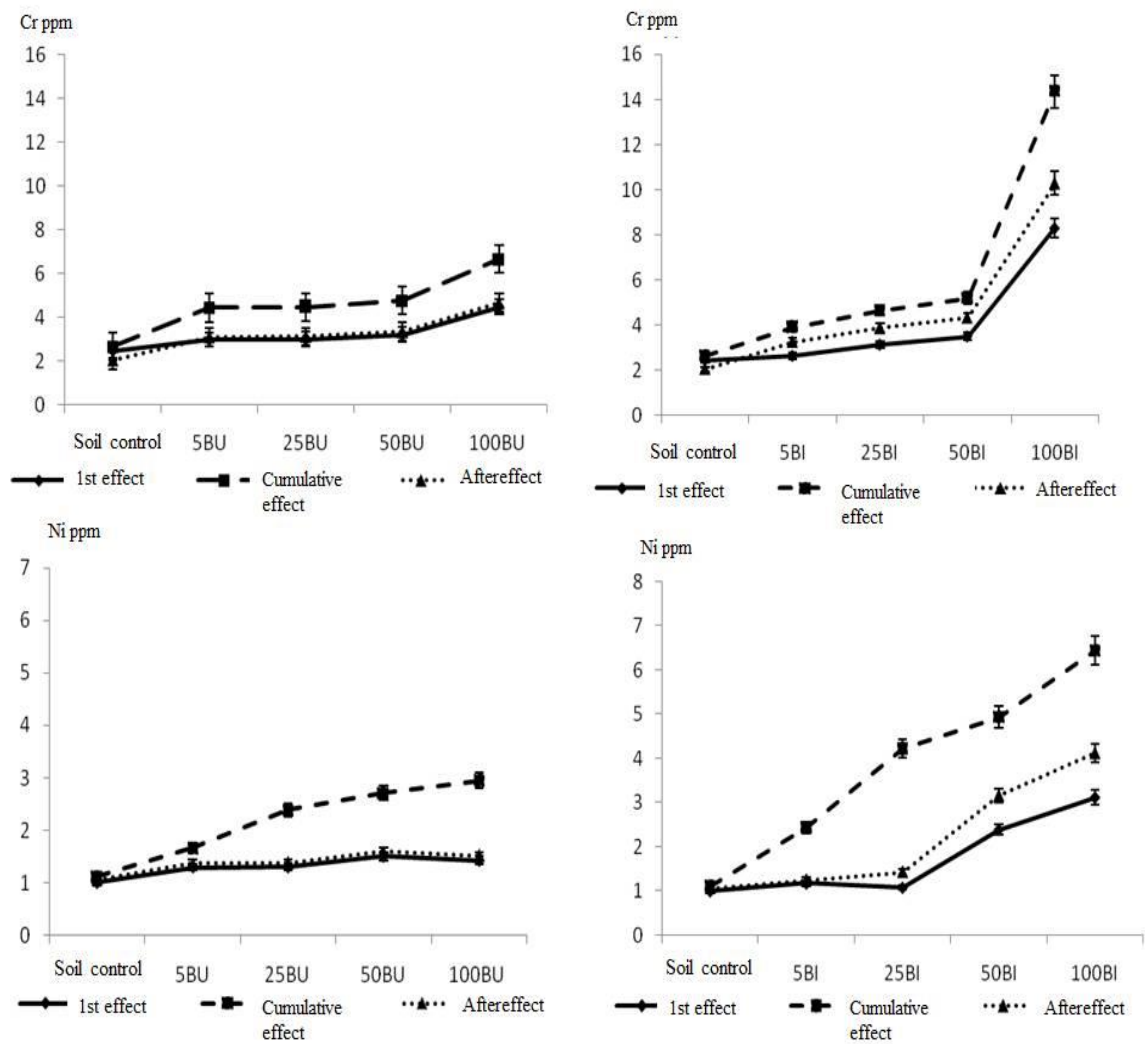 Cr ppm
16
14
12
10
8
6
4
2
0
Soil control 5BU 25BU 50BU 100BU
1st effect Cumulative Aftereffect
effect
Cr ppm
16
14
12
10
8
6
4
2
0
Soil control 5BI 25BI 50BI 100BI
1st effect Cumulative Aftereffect
effect
Ni ppm
7
6
5
4
3
2
1
0
Soil control 5BU 25BU 50BU 100BU
1st effect Cumulative Aftereffect
effect
Ni ppm
8
7
6
5
4
3
2
1
0
Soil control 5BI 25BI 50BI 100BI
1st effect Cumulative Aftereffect
effect